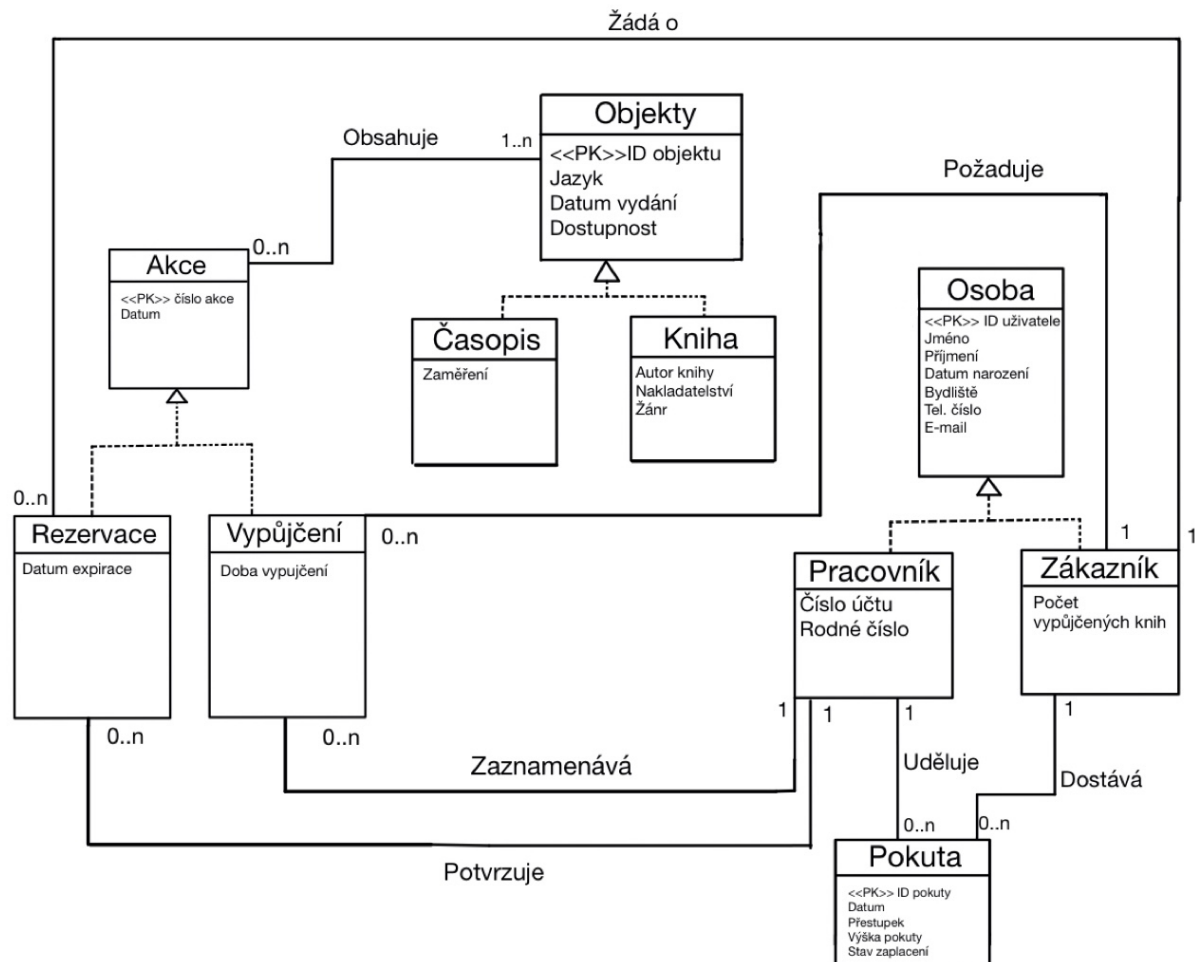 Žádá o
Objekty
<<PK>>ID objektu
Jazyk
Datum vydání
Dostupnost
Obsahuje
1..n
0..n
Požaduje
Akce
<<PK>> číslo akce
Datum
Časopis
Zaměření
Kniha
Autor knihy
Nakladatelství
Žánr
Osoba
<<PK>> ID uživatele
Jméno
Příjmení
Datum narození
Bydliště
Tel. číslo
E-mail
0..n
Rezervace
Datum expirace
Vypůjčení
Doba vypujčení
0..n
1
1
Pracovník
Číslo účtu
Rodné číslo
Zákazník
Počet
vypůjčených knih
0..n
0..n
1
1
1
1
Zaznamenává
Uděluje
Dostává
Potvrzuje
0..n
0..n
Pokuta
<<PK>> ID pokuty
Datum
Přestupek
Výška pokuty
Stav zaplacení